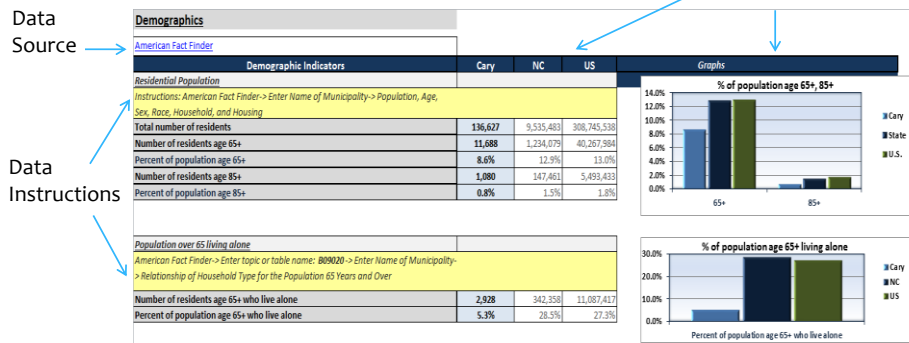 Data
Source
Demographics
American Fact Finder
Demographic Indicators Cary NC US Graphs
Residential Population
Instructions: American Fact Finder-> Enter Name of Municipality-> Population, Age,
Sex, Race, Household, and Housing
Total number of residents 136,627 9,535,483 308,745,538
Number of residents age 65+ 11,688 1,234,079 40,267,984
Percent of population age 65+ 8.6% 12.9% 13.0%
Number of residents age 85+ 1,080 147,461 5,493,433
Percent of population age 85+ 0.8% 1.5% 1.8%
% of population age 65+, 85+
14.0%
12.0%
10.0%
8.0%
6.0%
4.0%
2.0%
0.0%
65+ 85+
Cary
State
U.S.
Data
Instructions
Population over 65 living alone
American Fact Finder-> Enter topic or table name: B09020 -> Enter Name of Municipality-
> Relationship of Household Type for the Population 65 Years and Over
Number of residents age 65+ who live alone 2,928 342,358 11,087,417
Percent of population age 65+ who live alone 5.3% 28.5% 27.3%
% of population age 65+ living alone
30.0%
20.0%
10.0%
0.0%
Percent of population age 65+ who live alone
Cary
NC
US